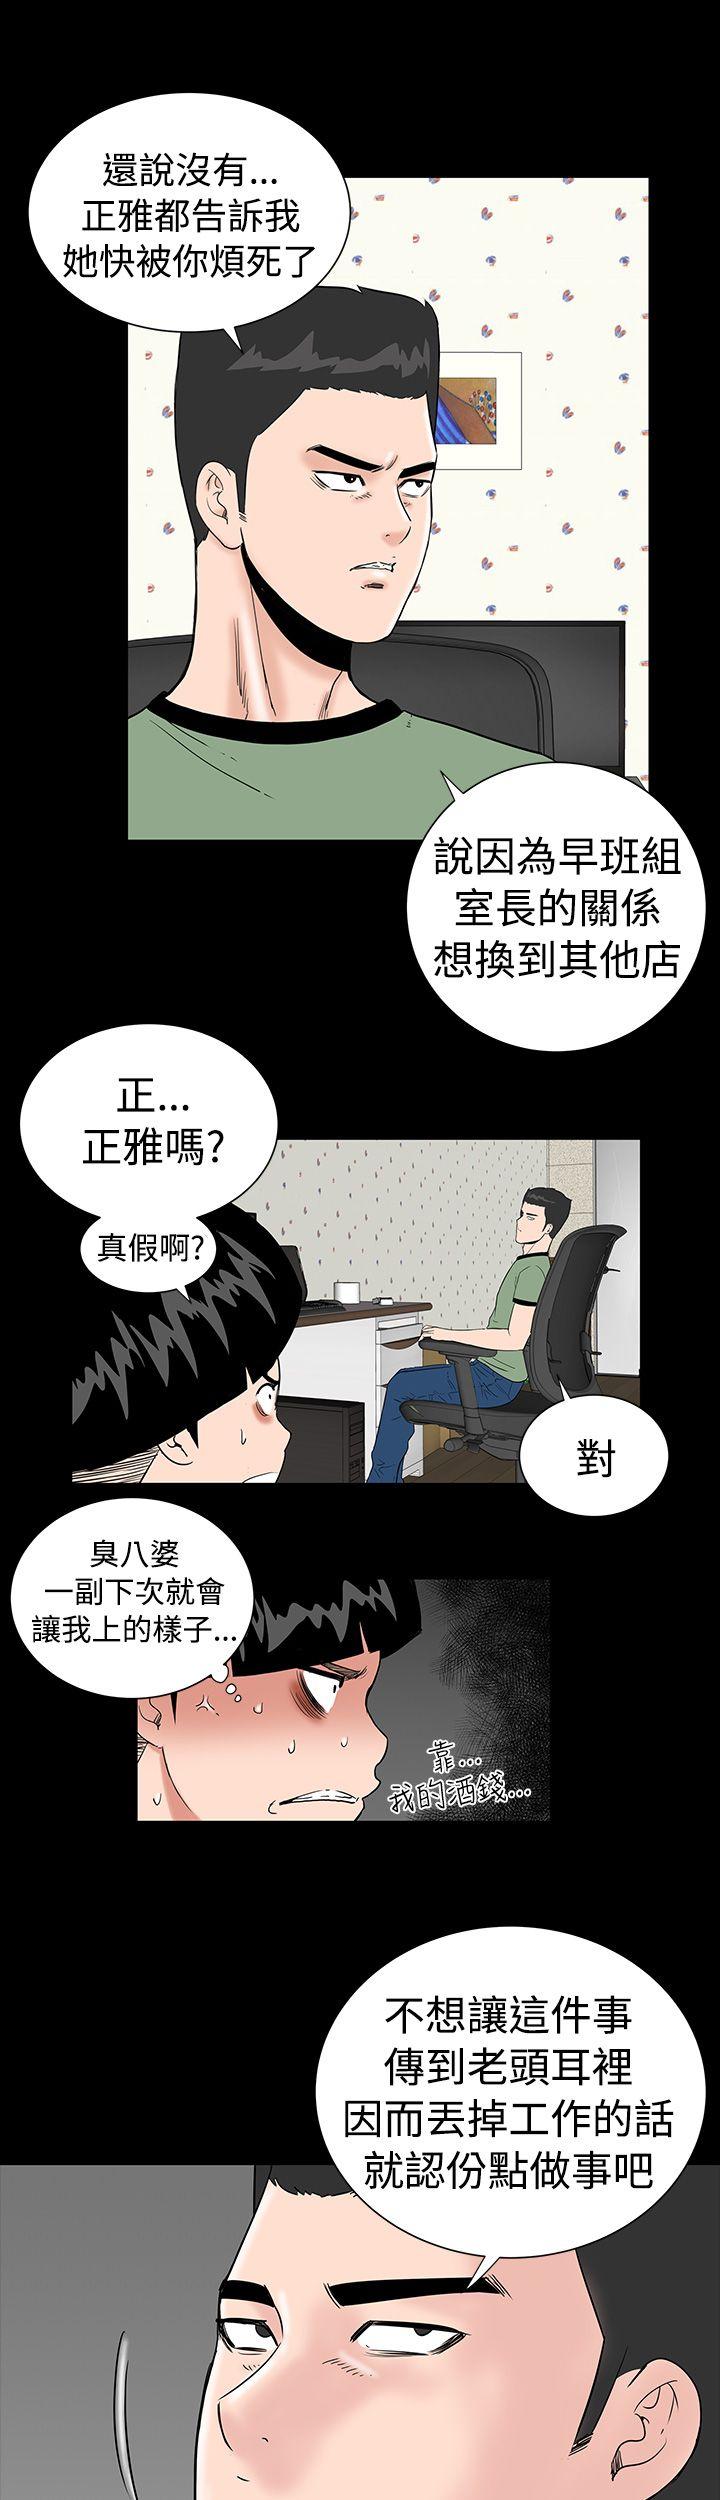 還說沒有...
正雅都告訴我
她快被你煩死了
說因為早班組
室長的關係
想換到其他店
正...
正雅嗎?
真假啊?
對
臭八婆
一副下次就會
讓我上的樣子...
靠...
我的酒錢...
不想讓這件事
傳到老頭耳裡
因而丟掉工作的話
就認份點做事吧